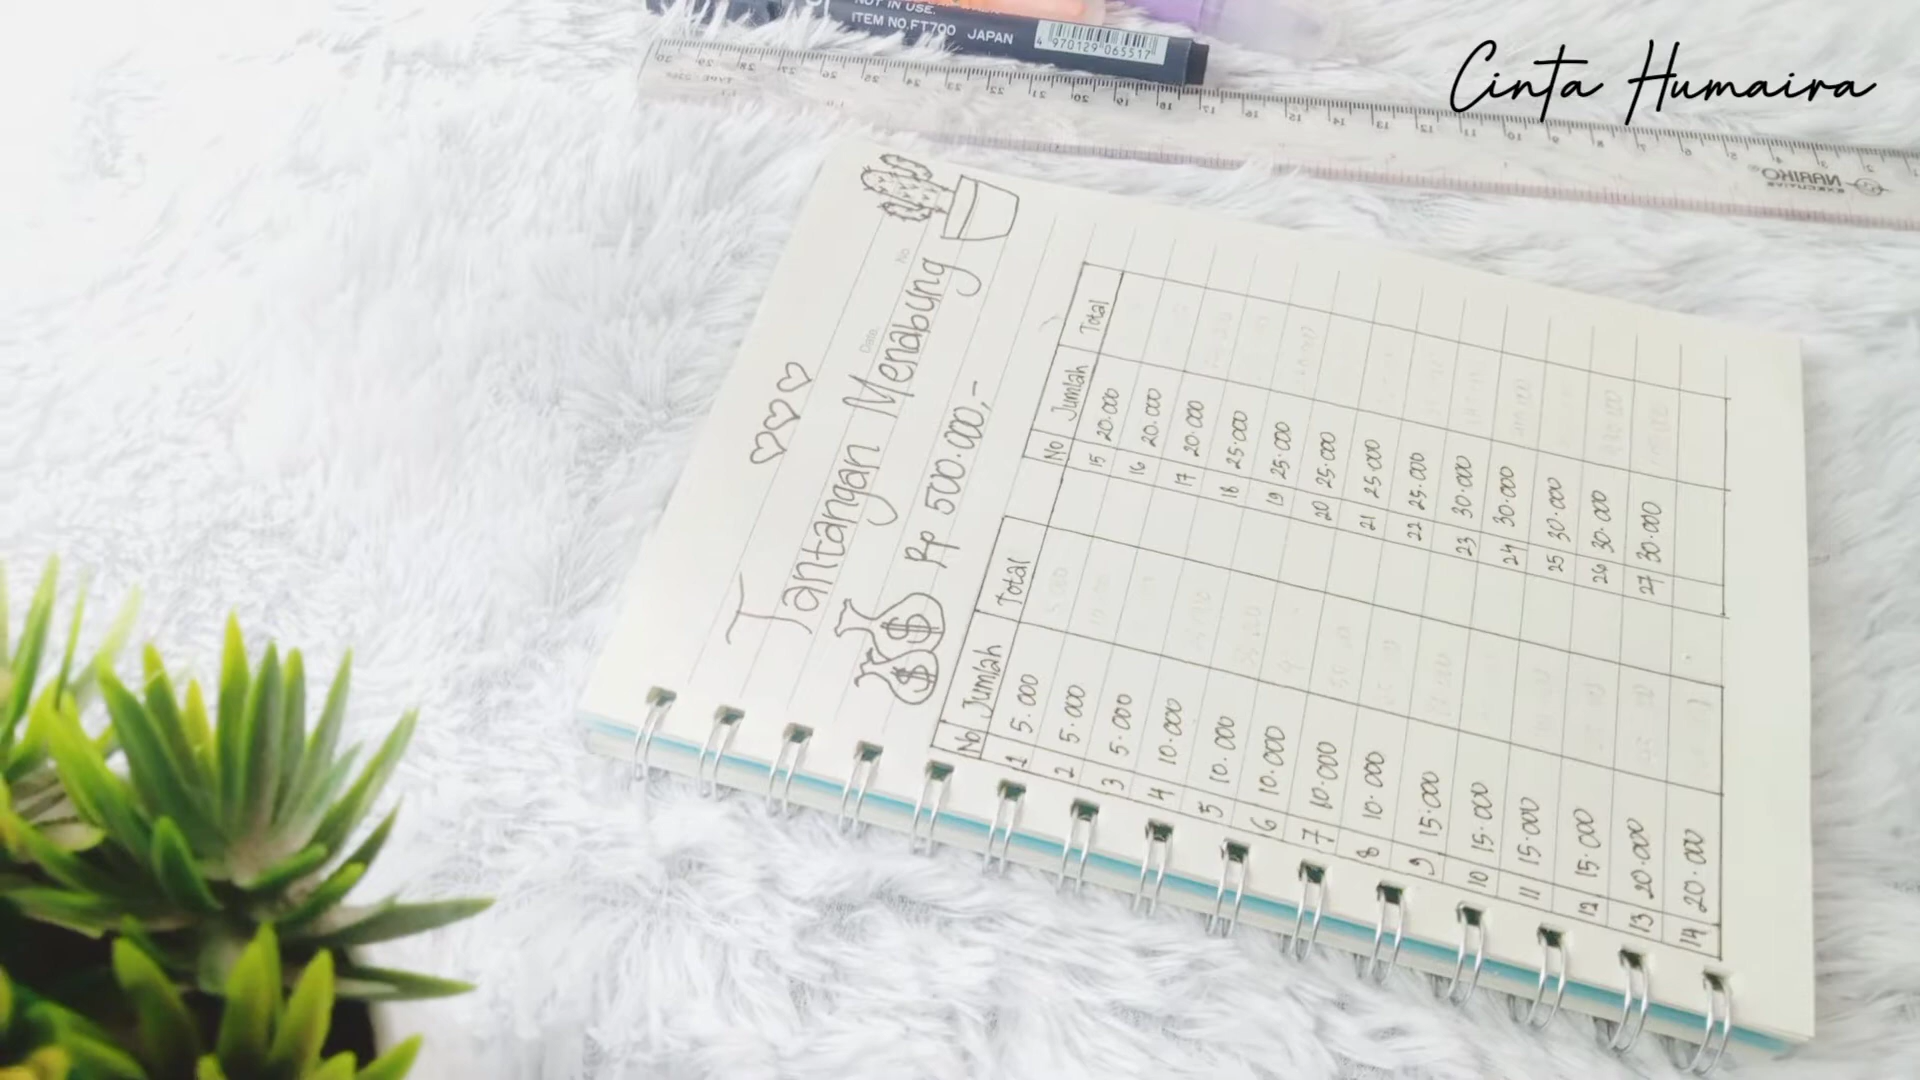 NOT IN USE.
ITEM NO.FT700 JAPAN
4 970129 065517
Cinta Humaira
No
Date
Tantangan Menabung
Rp 500.000,-
No Jumlah Total
1 5.000
2 5.000
3 5.000
4 10.000
5 10.000
6 10.000
7 10.000
8 10.000
9 15.000
10 15.000
11 15.000
12 15.000
13 20.000
14 20.000
No Jumlah Total
15 20.000
16 20.000
17 20.000
18 25.000
19 25.000
20 25.000
21 25.000
22 25.000
23 30.000
24 30.000
25 30.000
26 30.000
27 30.000